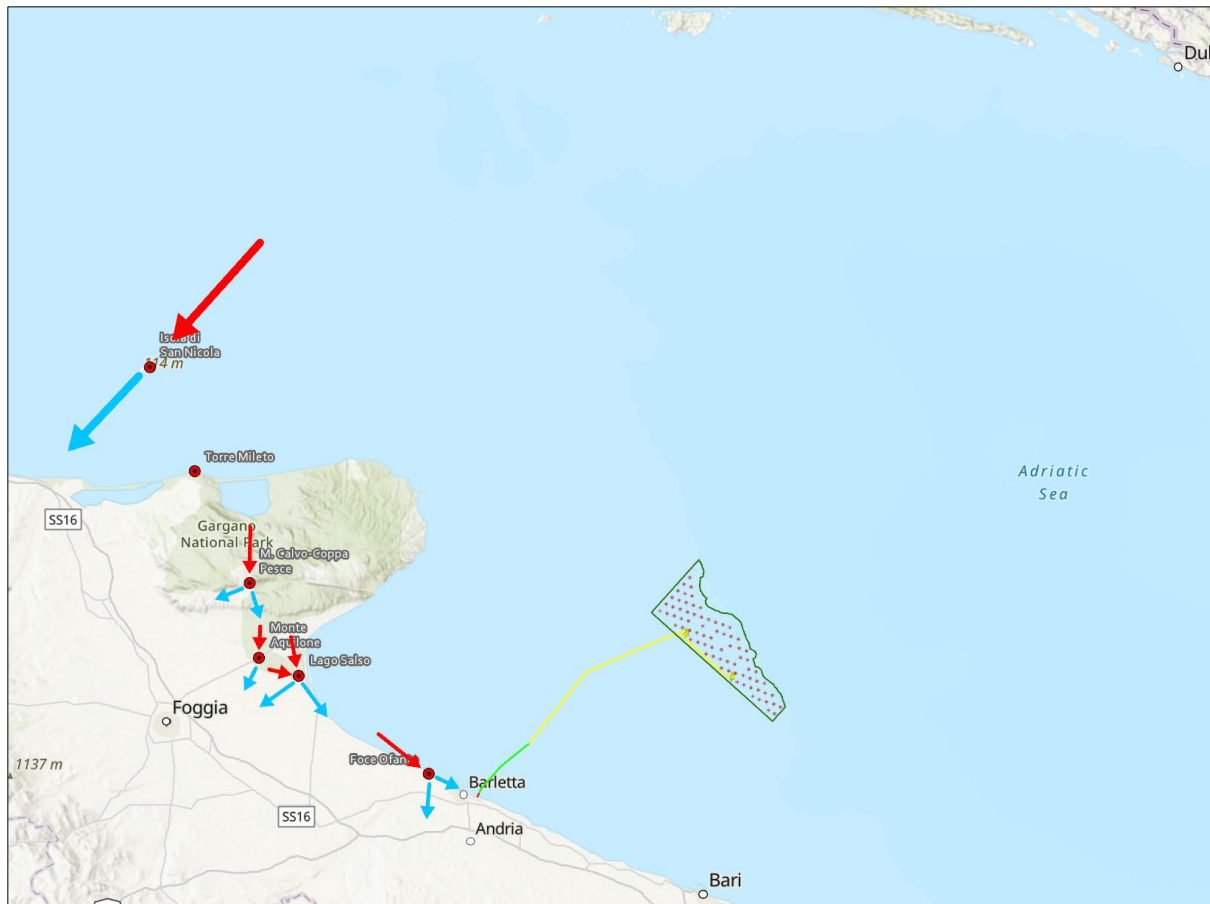 Dul
Isola di
San Nicola
114 m
Torre Mileto
Adriatic
Sea
SS16
Gargano
National Park
M. Calvo-Coppa
Pesce
Monte
Aquilone
Lago Salso
Foggia
1137 m
Foce Ofanto
Barletta
SS16
Andria
Bari